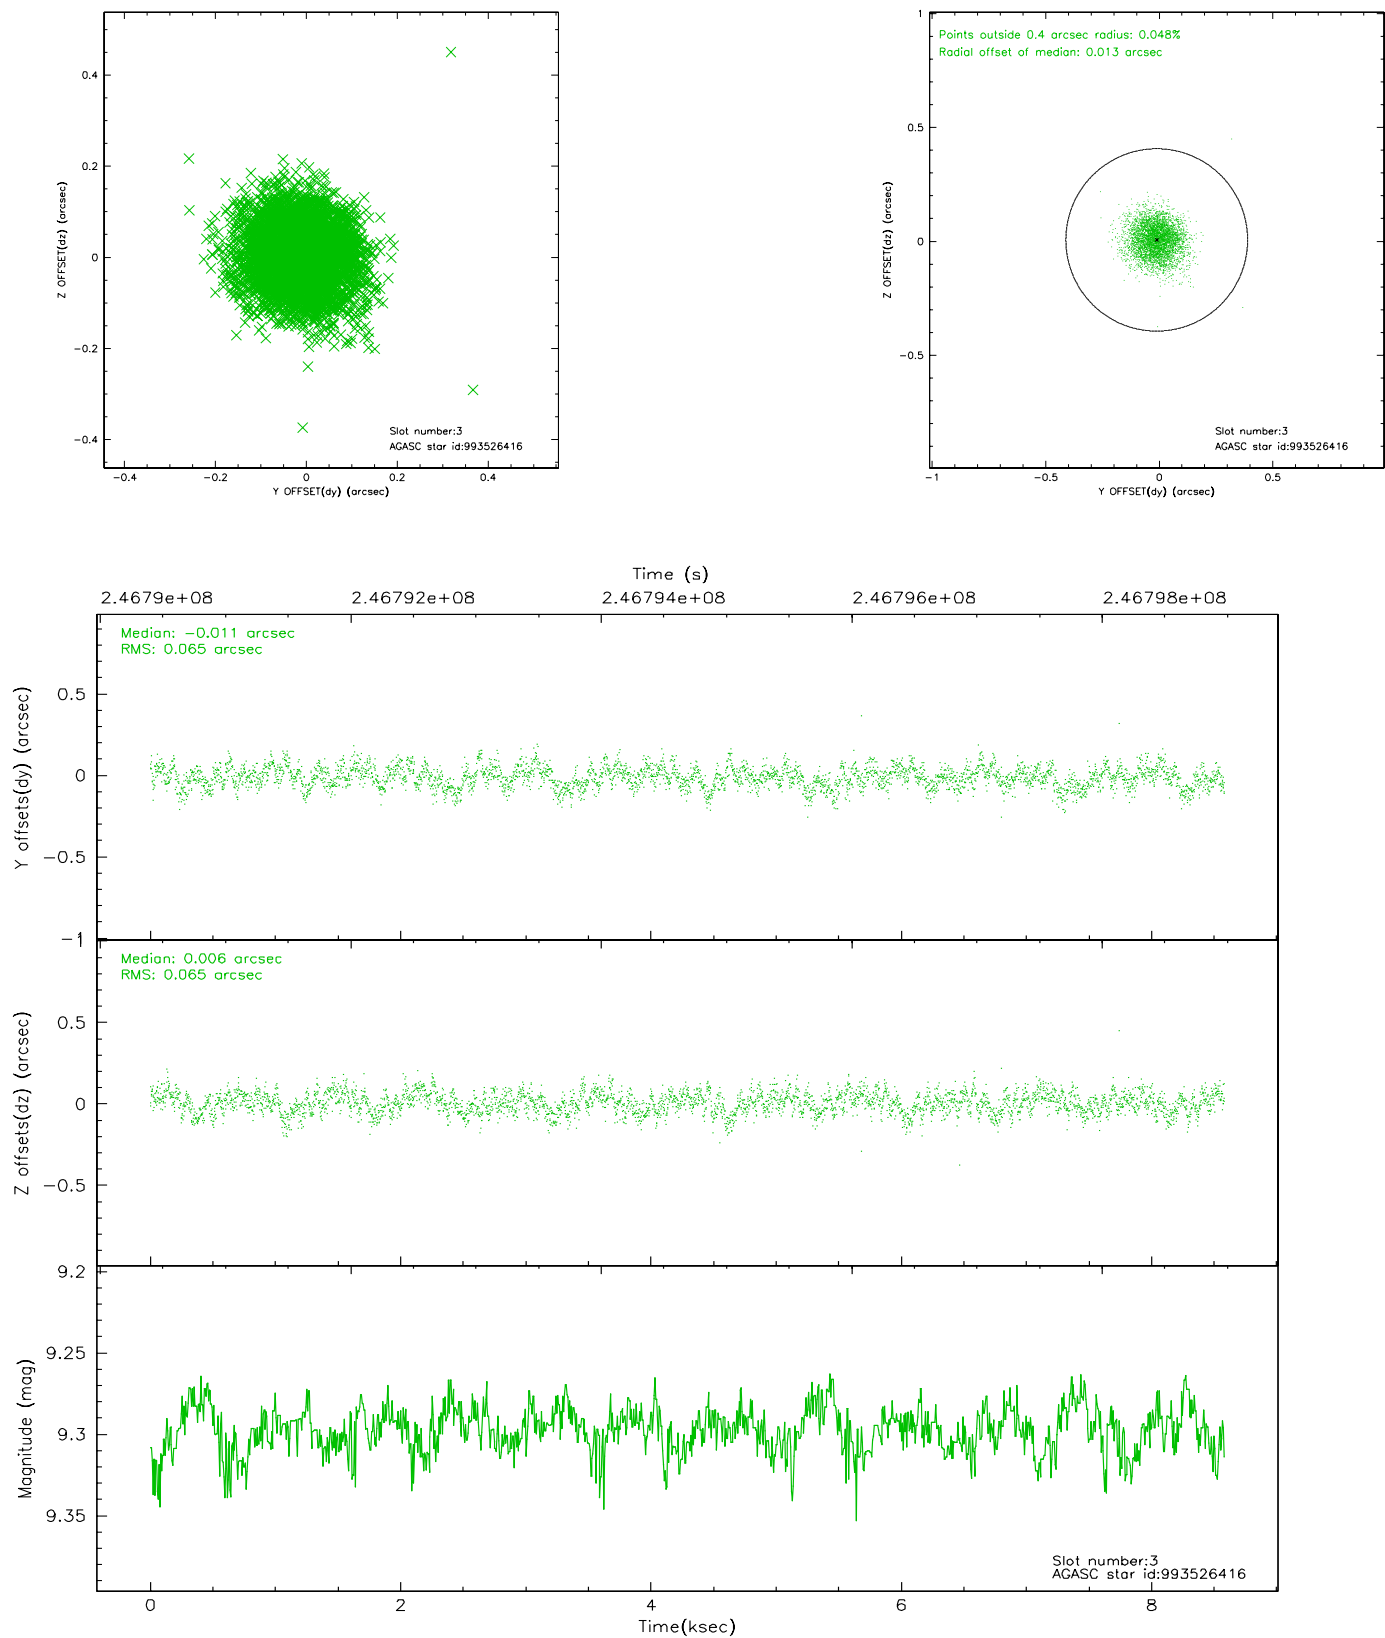 0.4
0.2
0
−0.2
−0.4
Z OFFSET(dz) (arcsec)
Slot number:3
AGASC star id:993526416
−0.4
−0.2
0
0.2
0.4
Y OFFSET(dy) (arcsec)
1
0.5
0
−0.5
Z OFFSET(dz) (arcsec)
Points outside 0.4 arcsec radius: 0.048%
Radial offset of median: 0.013 arcsec
Slot number:3
AGASC star id:993526416
−1
−0.5
0
0.5
Y OFFSET(dy) (arcsec)
Time (s)
2.4679e+08
2.46792e+08
2.46794e+08
2.46796e+08
2.46798e+08
Median: −0.011 arcsec
RMS: 0.065 arcsec
0.5
0
−0.5
−1
Y offsets(dy) (arcsec)
Median: 0.006 arcsec
RMS: 0.065 arcsec
0.5
0
−0.5
Z offsets(dz) (arcsec)
9.2
9.25
9.3
9.35
Magnitude (mag)
Slot number:3
AGASC star id:993526416
0
2
4
6
8
Time(ksec)